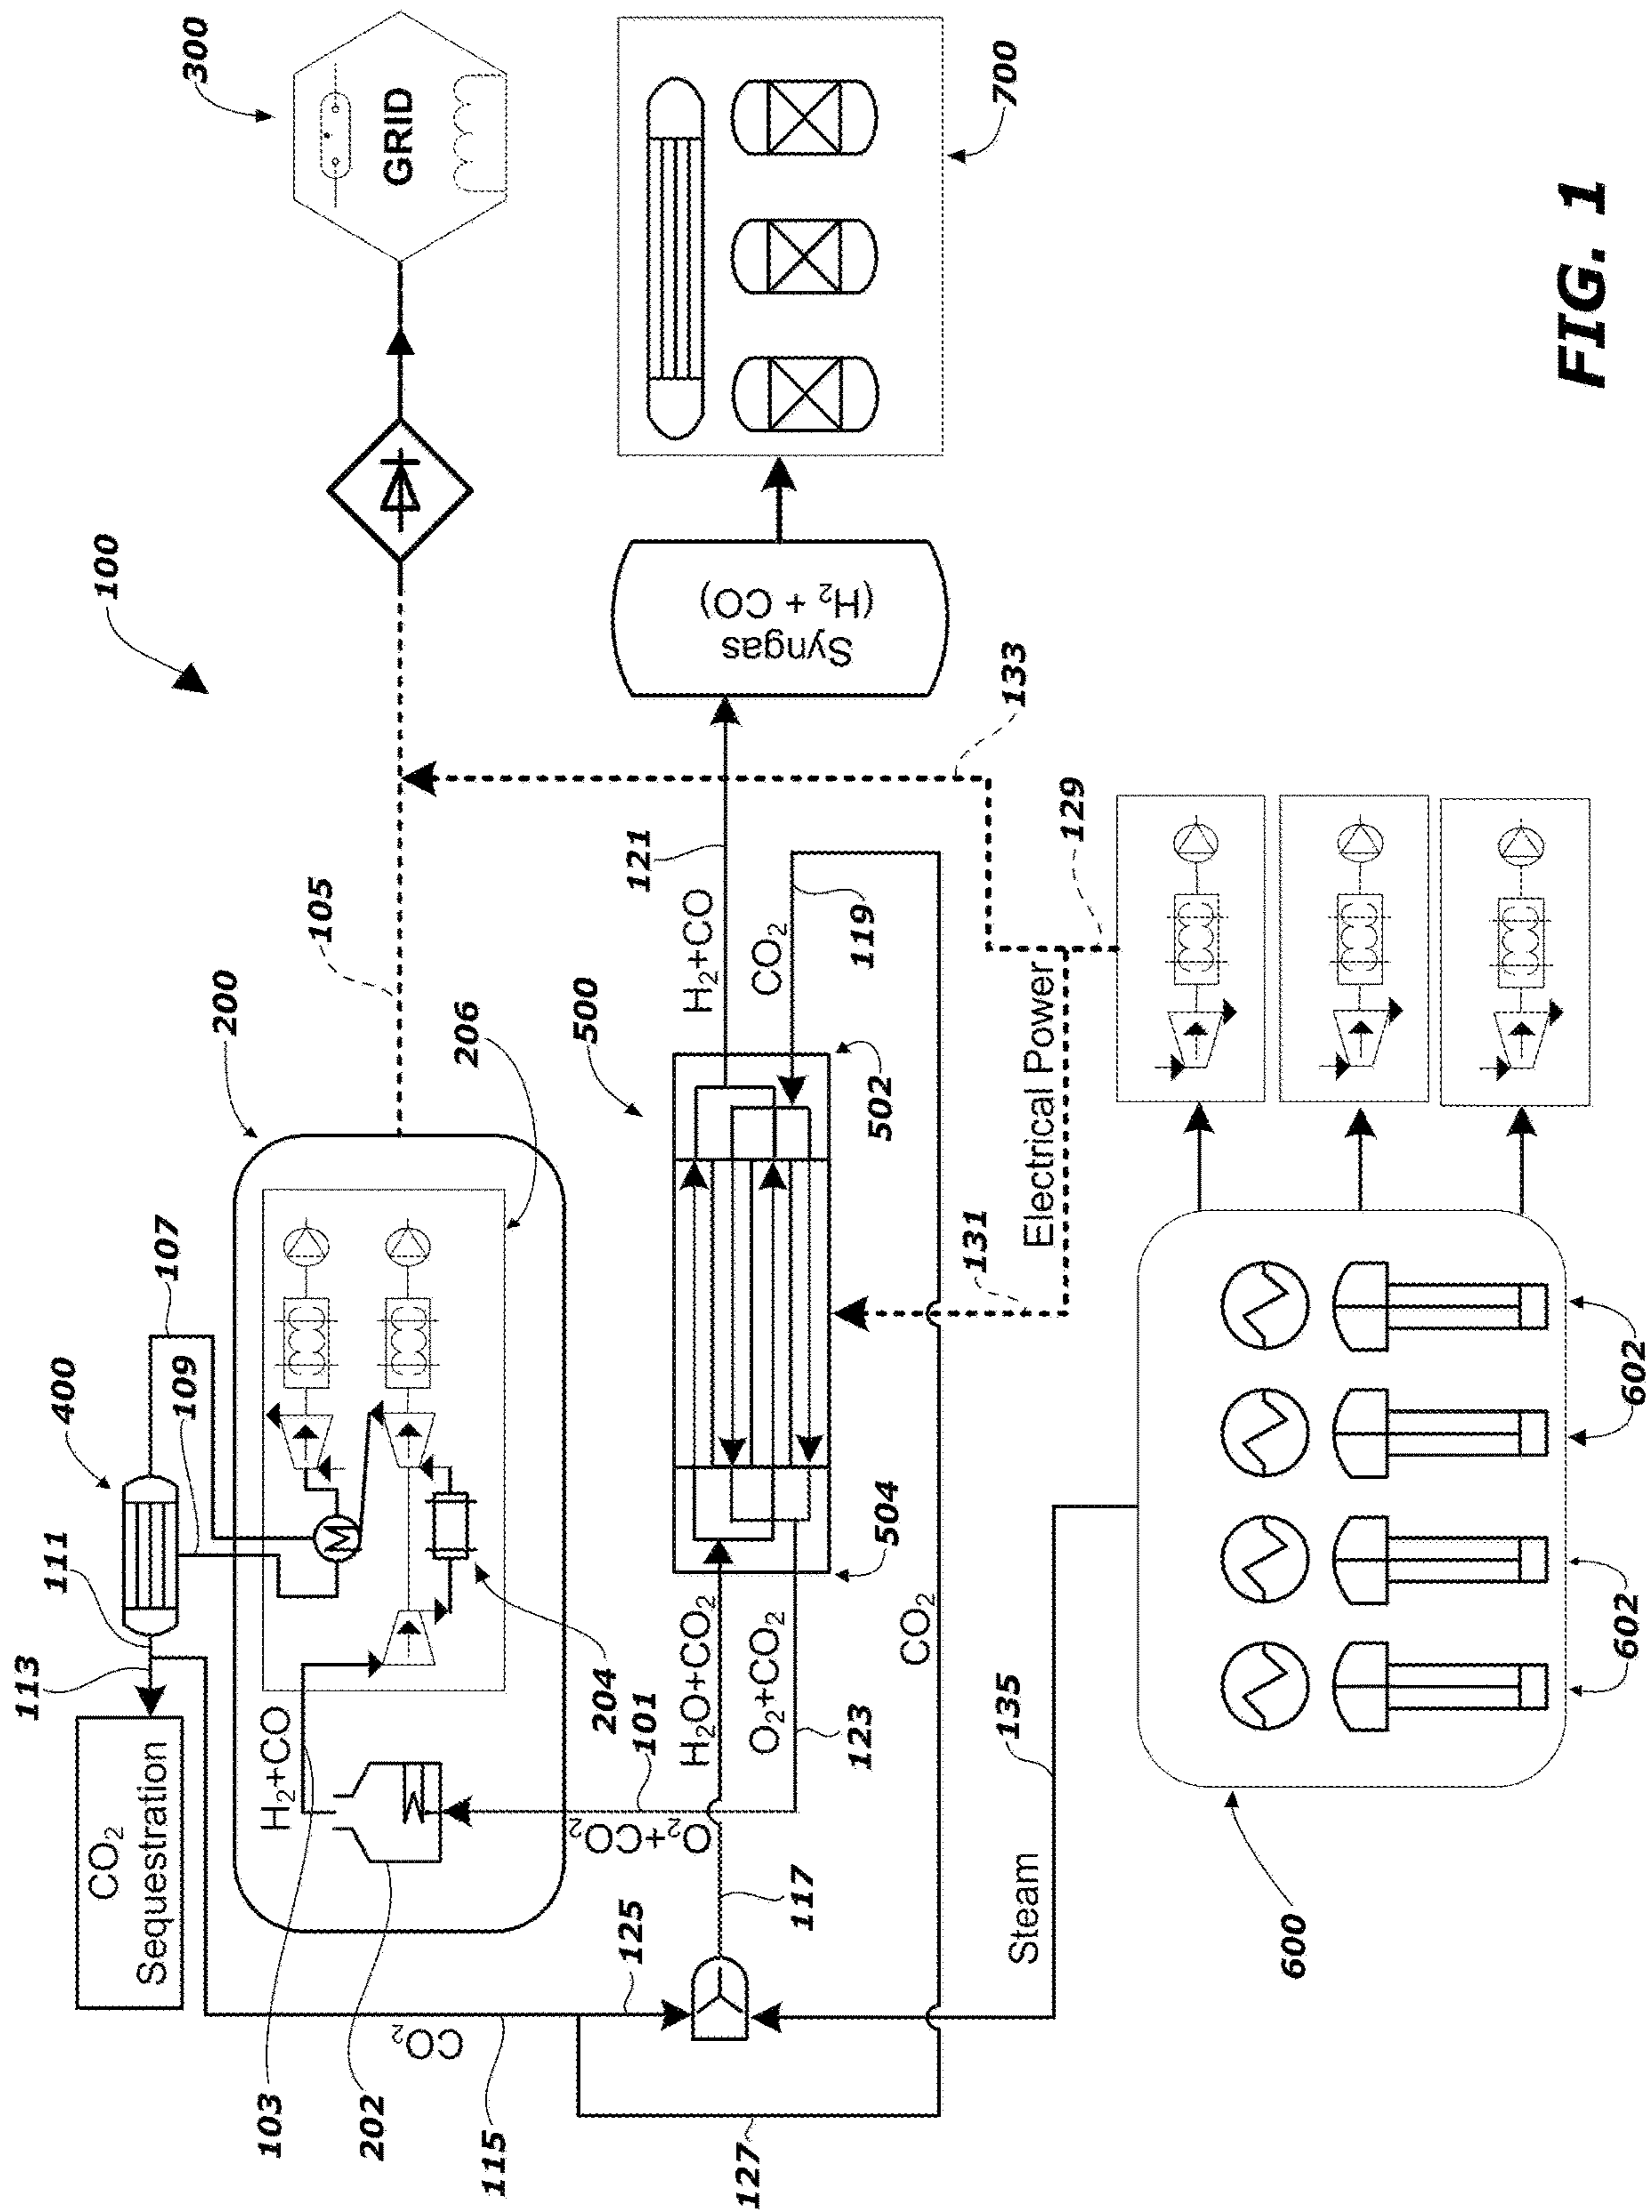 100
300
GRID
105
200
206
107
109
400
111
113
CO2
Sequestration
H2+CO
204
103
202
CO2
115
125
127
101
O2+CO2
117
H2O+CO2
O2+CO2
123
504
500
502
H2+CO
121
CO2
119
Syngas
(H2 + CO)
700
133
129
Electrical Power
131
CO2
135
Steam
600
602
602
M
FIG. 1